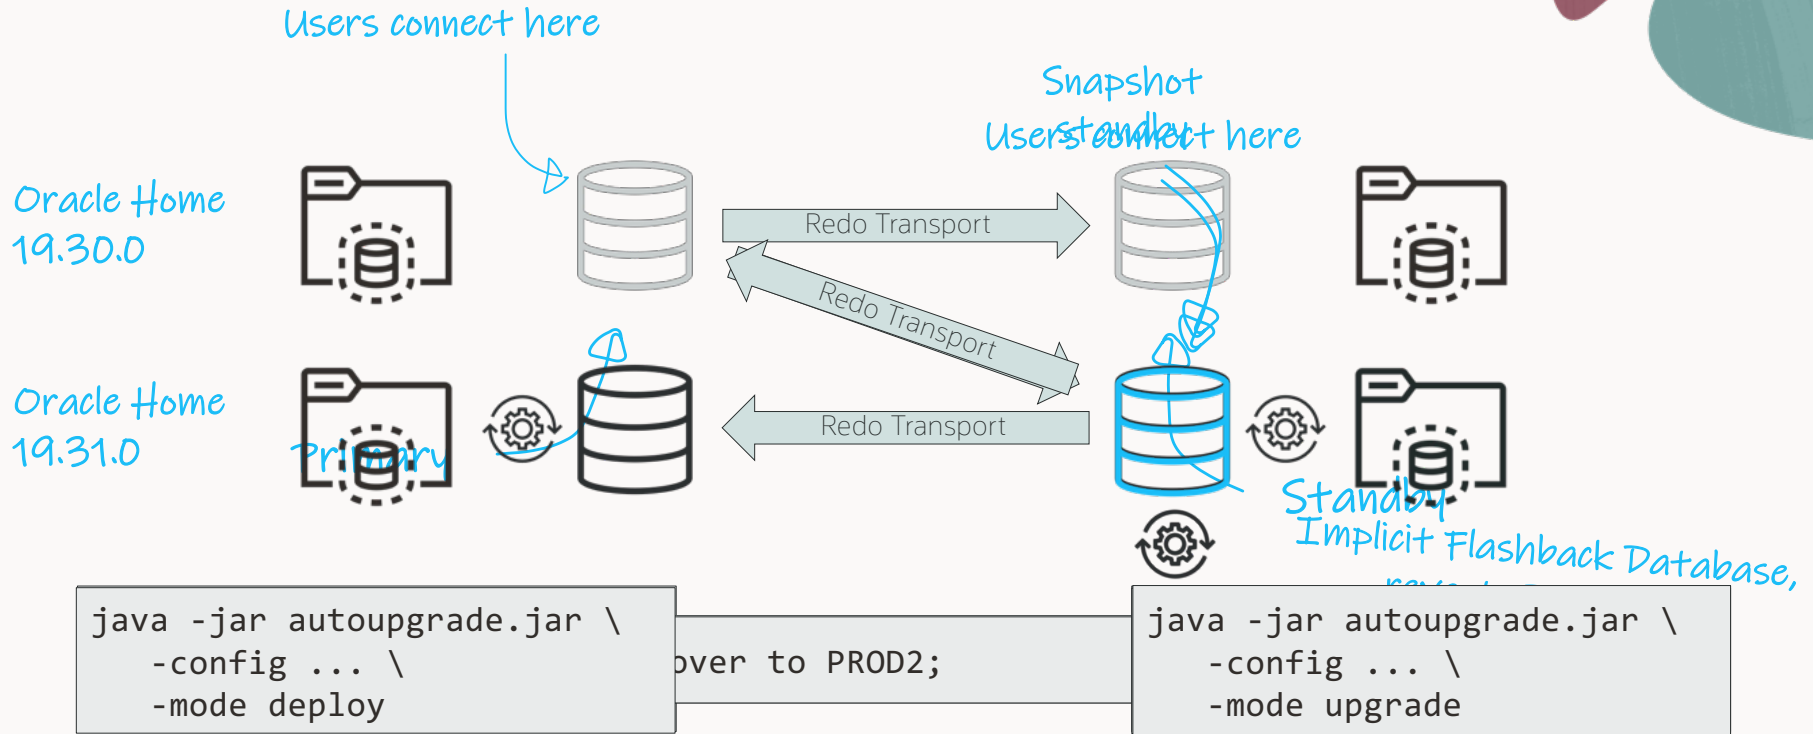 Users connect here
Snapshot
standby
Users connect here
Oracle Home
19.30.0
Redo Transport
Redo Transport
Oracle Home
19.31.0
Redo Transport
Primary
Standby
Implicit Flashback Database,
java -jar autoupgrade.jar \
-config ... \
-mode deploy
over to PROD2;
java -jar autoupgrade.jar \
-config ... \
-mode upgrade